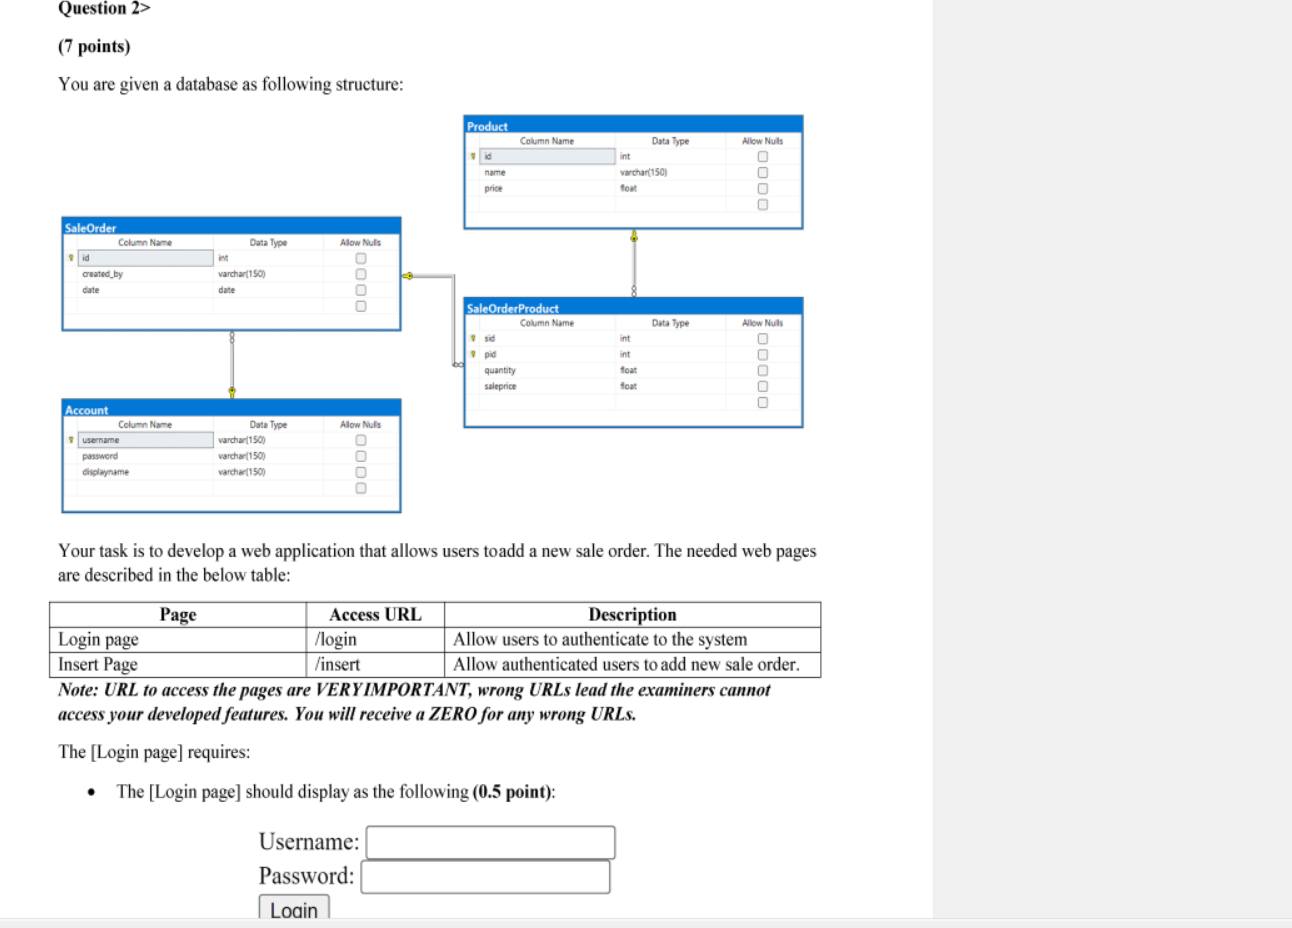 Question 2>
(7 points)
You are given a database as following structure:
Product
Column Name Data Type Allow Nulls
id int
name varchar(150)
price float
SaleOrder
Column Name Data Type Allow Nulls
id int
created_by varchar(150)
date date
SaleOrderProduct
Column Name Data Type Allow Nulls
sid int
pid int
quantity float
saleprice float
Account
Column Name Data Type Allow Nulls
username varchar(150)
password varchar(150)
displayname varchar(150)
Your task is to develop a web application that allows users toadd a new sale order. The needed web pages
are described in the below table:
Page Access URL Description
Login page /login Allow users to authenticate to the system
Insert Page /insert Allow authenticated users to add new sale order.
Note: URL to access the pages are VERYIMPORTANT, wrong URLs lead the examiners cannot
access your developed features. You will receive a ZERO for any wrong URLs.
The [Login page] requires:
• The [Login page] should display as the following (0.5 point):
Username:
Password:
Login